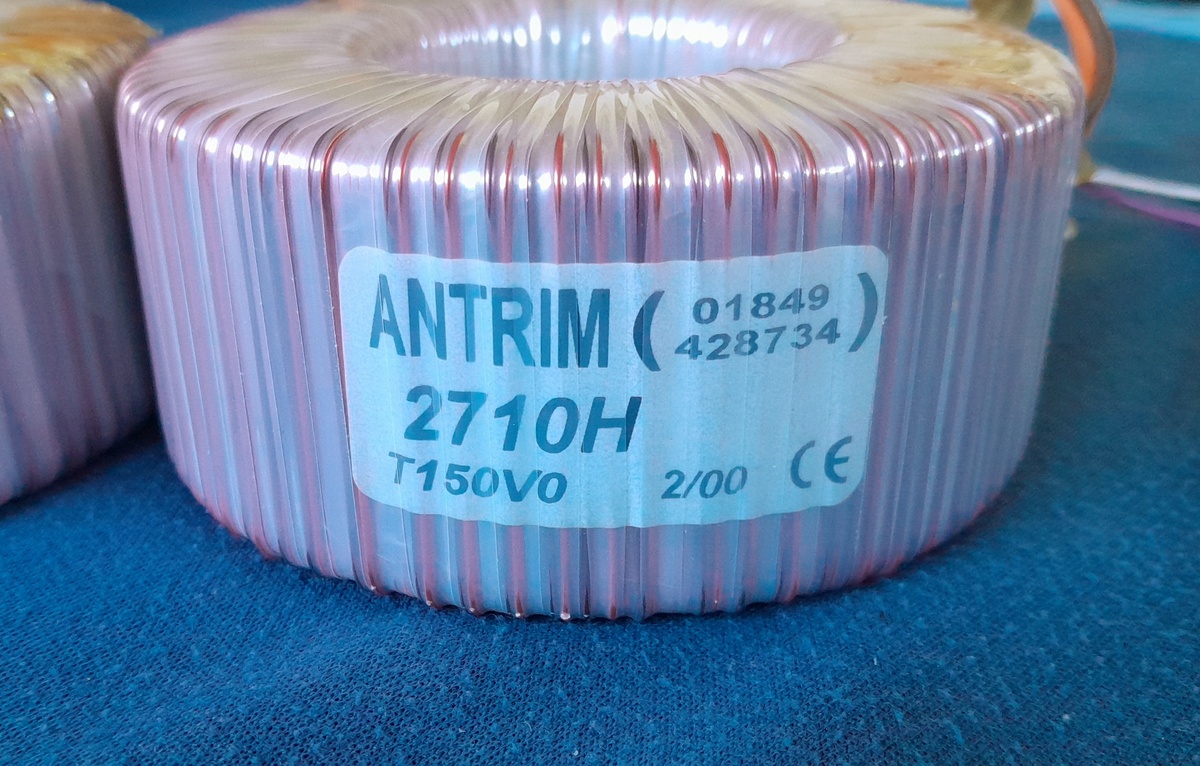 ANTRIM ( 01849
428734 )
2710H
T150V0 2/00 CE